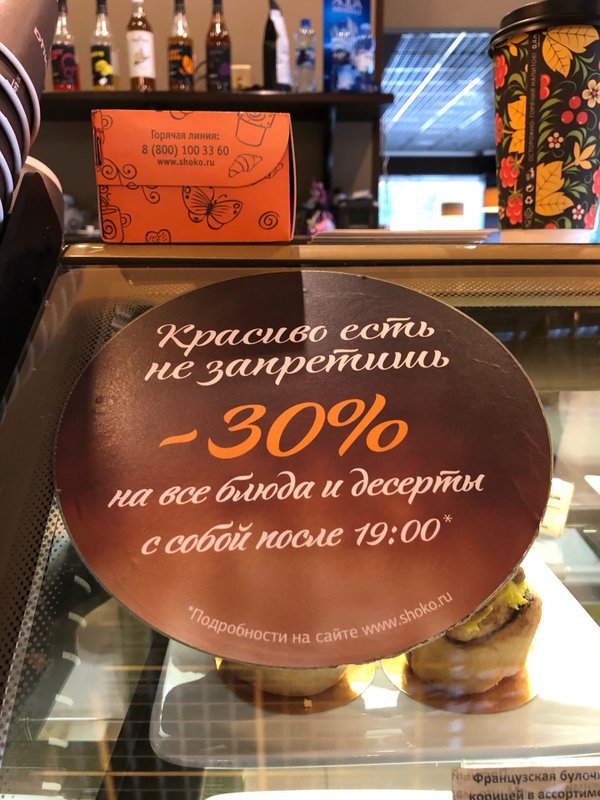 Горячая линия:
8 (800) 100 33 60
www.shoko.ru
Красиво есть
не запретишь
-30%
на все блюда и десерты
с собой после 19:00*
*Подробности на сайте www.shoko.ru
Французская булоч
корицей в ассортиме